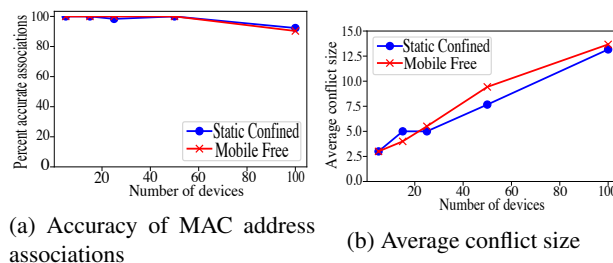 Percent accurate associations
100
80
60
40
20
0
Static Confined
Mobile Free
20 40 60 80 100
Number of devices
(a) Accuracy of MAC address
associations
Average conflict size
15.0
12.5
10.0
7.5
5.0
2.5
0.0
Static Confined
Mobile Free
20 40 60 80 100
Number of devices
(b) Average conflict size